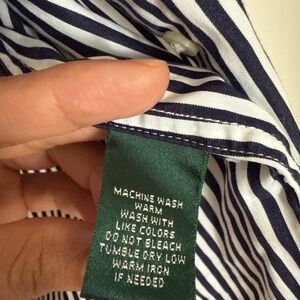 MACHINE WASH
WARM
WASH WITH
LIKE COLORS
DO NOT BLEACH
TUMBLE DRY LOW
WARM IRON
IF NEEDED